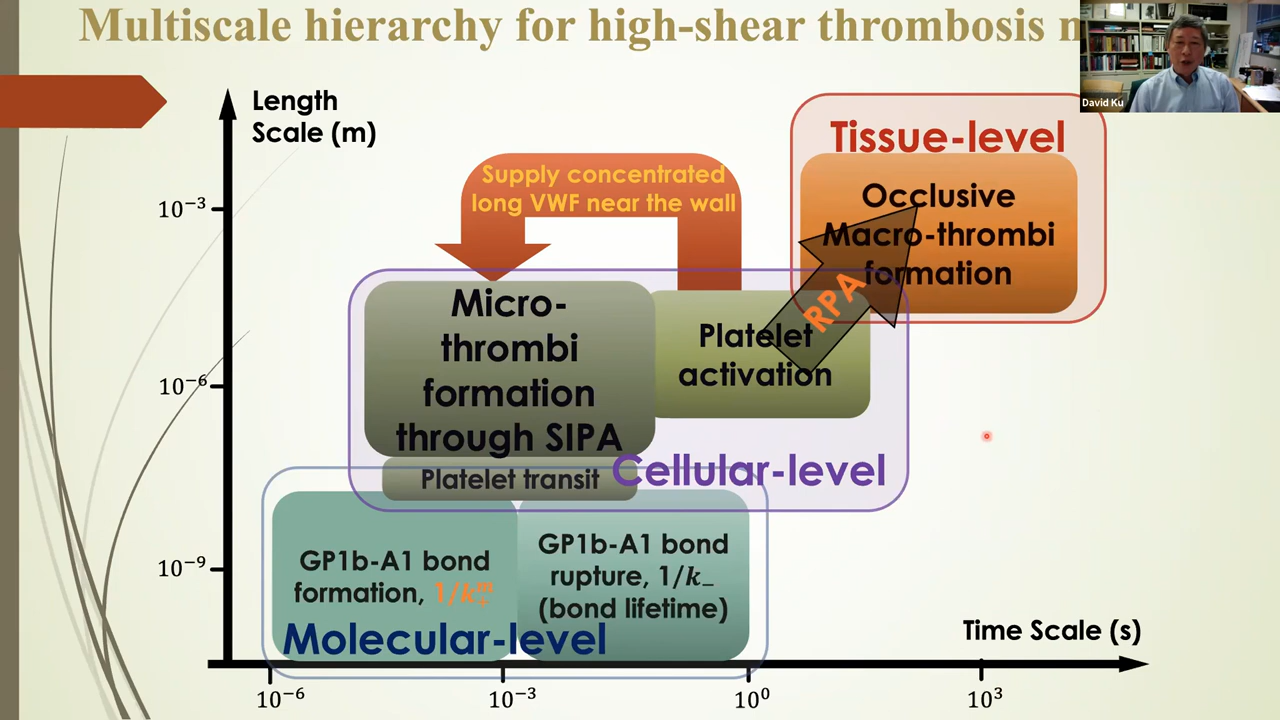 Multiscale hierarchy for high-shear thrombosis
David Ku
Length
Scale (m)
Tissue-level
Supply concentrated
long VWF near the wall
Occlusive
Macro-thrombi
formation
10⁻³
RPA
Micro-
thrombi
formation
through SIPA
Platelet
activation
10⁻⁶
Cellular-level
Platelet transit
GP1b-A1 bond
formation, 1/k₊ᵐ
GP1b-A1 bond
rupture, 1/k₋
(bond lifetime)
10⁻⁹
Molecular-level
Time Scale (s)
10⁻⁶
10⁻³
10⁰
10³